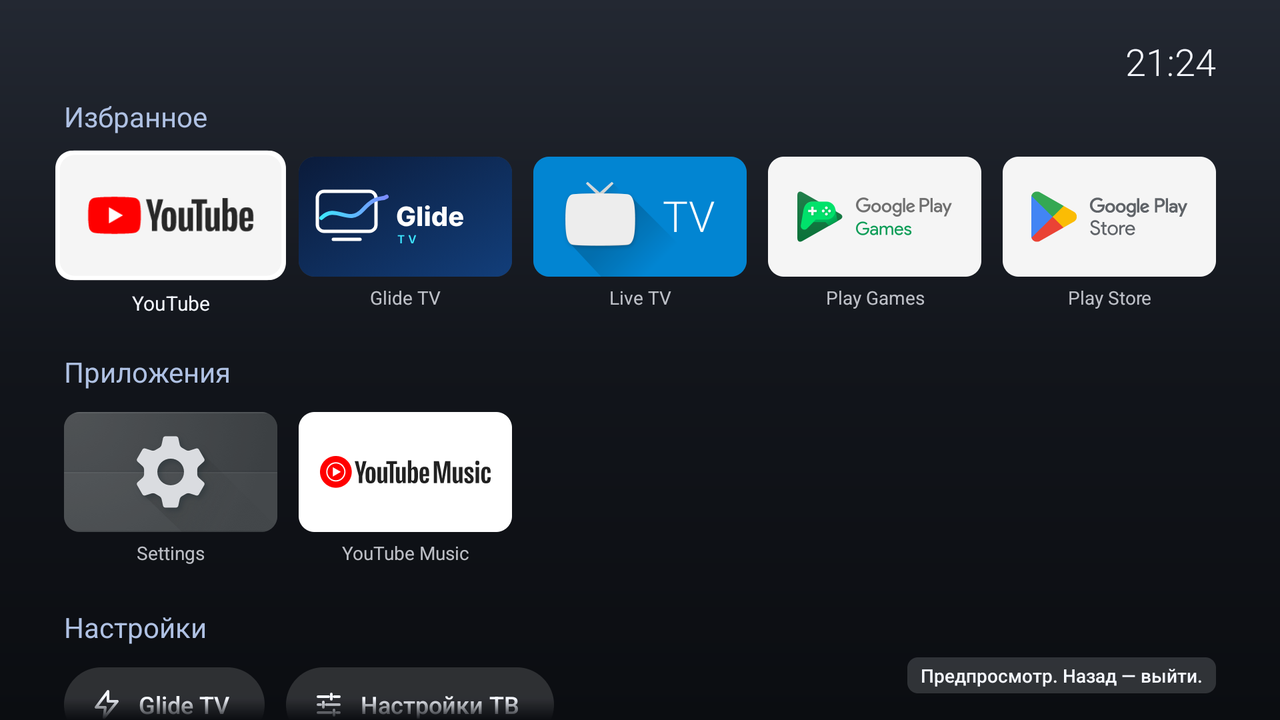 21:24
Избранное
YouTube
Glide
TV
TV
Google Play
Games
Google Play
Store
YouTube
Glide TV
Live TV
Play Games
Play Store
Приложения
YouTube Music
Settings
YouTube Music
Настройки
Glide TV
Настройки ТВ
Предпросмотр. Назад — выйти.